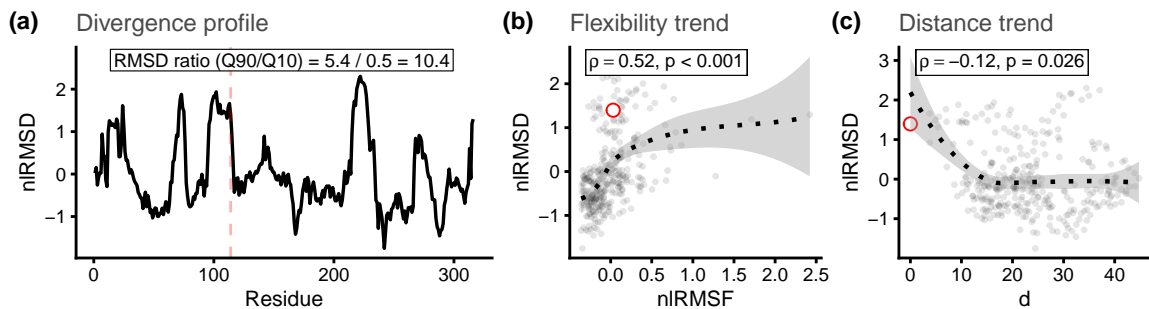 (a) Divergence profile
RMSD ratio (Q90/Q10) = 5.4 / 0.5 = 10.4
nlRMSD
2
1
0
−1
0
100
200
300
Residue
(b) Flexibility trend
ρ = 0.52, p < 0.001
nlRMSD
3
2
1
0
−1
0.0
0.5
1.0
1.5
2.0
2.5
nlRMSF
(c) Distance trend
ρ = −0.12, p = 0.026
nlRMSD
3
2
1
0
−1
0
10
20
30
40
d